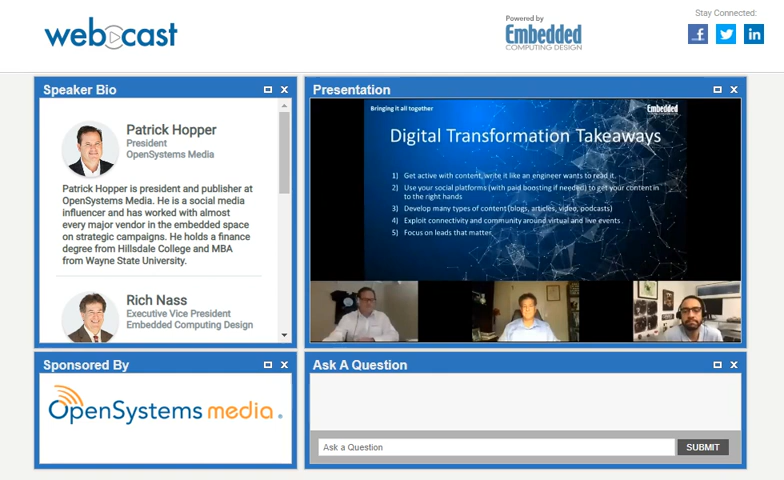 web cast
Powered by
Embedded
COMPUTING DESIGN
Stay Connected:
Speaker Bio
Patrick Hopper
President
OpenSystems Media
Patrick Hopper is president and publisher at
OpenSystems Media. He is a social media
influencer and has worked with almost
every major vendor in the embedded space
on strategic campaigns. He holds a finance
degree from Hillsdale College and MBA
from Wayne State University.
Rich Nass
Executive Vice President
Embedded Computing Design
Presentation
Bringing it all together
Embedded
Digital Transformation Takeaways
1) Get active with content, write it like an engineer wants to read it.
2) Use your social platforms (with paid boosting if needed) to get your content in
to the right hands
3) Develop many types of content (blogs, articles, video, podcasts)
4) Exploit connectivity and community around virtual and live events
5) Focus on leads that matter
Sponsored By
OpenSystems media
Ask A Question
Ask a Question
SUBMIT